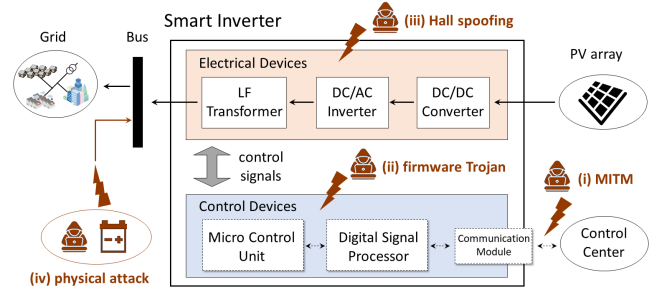 Smart Inverter
(iii) Hall spoofing
Grid
Bus
Electrical Devices
PV array
LF
Transformer
DC/AC
Inverter
DC/DC
Converter
control
signals
(ii) firmware Trojan
(i) MITM
Control Devices
Micro Control
Unit
Digital Signal
Processor
Communication
Module
Control
Center
(iv) physical attack